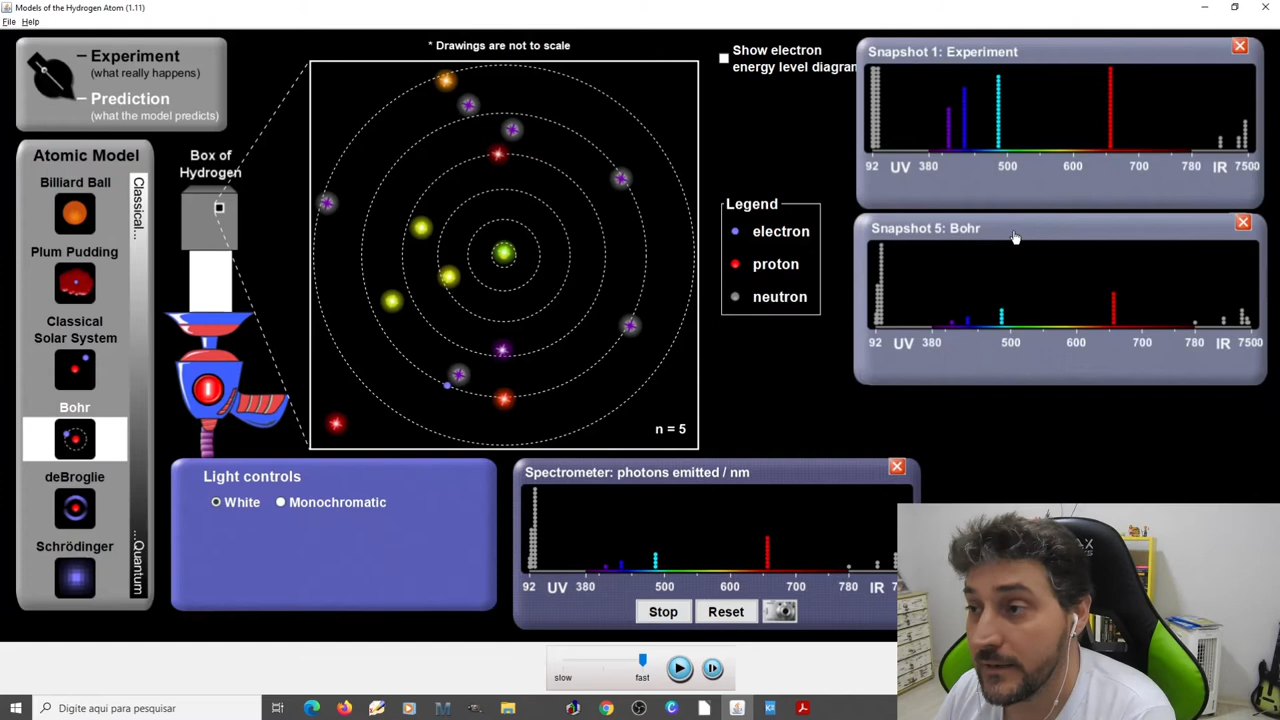 Models of the Hydrogen Atom (1.11)
File Help
Experiment
(what really happens)
Prediction
(what the model predicts)
* Drawings are not to scale
Show electron
energy level diagram
Snapshot 1: Experiment
92 UV 380 500 600 700 780 IR 7500
Atomic Model
Billiard Ball
Plum Pudding
Classical
Solar System
Bohr
deBroglie
Schrödinger
Classical...
...Quantum
Box of
Hydrogen
n = 5
Legend
electron
proton
neutron
Snapshot 5: Bohr
92 UV 380 500 600 700 780 IR 7500
Light controls
White Monochromatic
Spectrometer: photons emitted / nm
92 UV 380 500 600 700 780 IR
Stop Reset
slow fast
Digite aqui para pesquisar